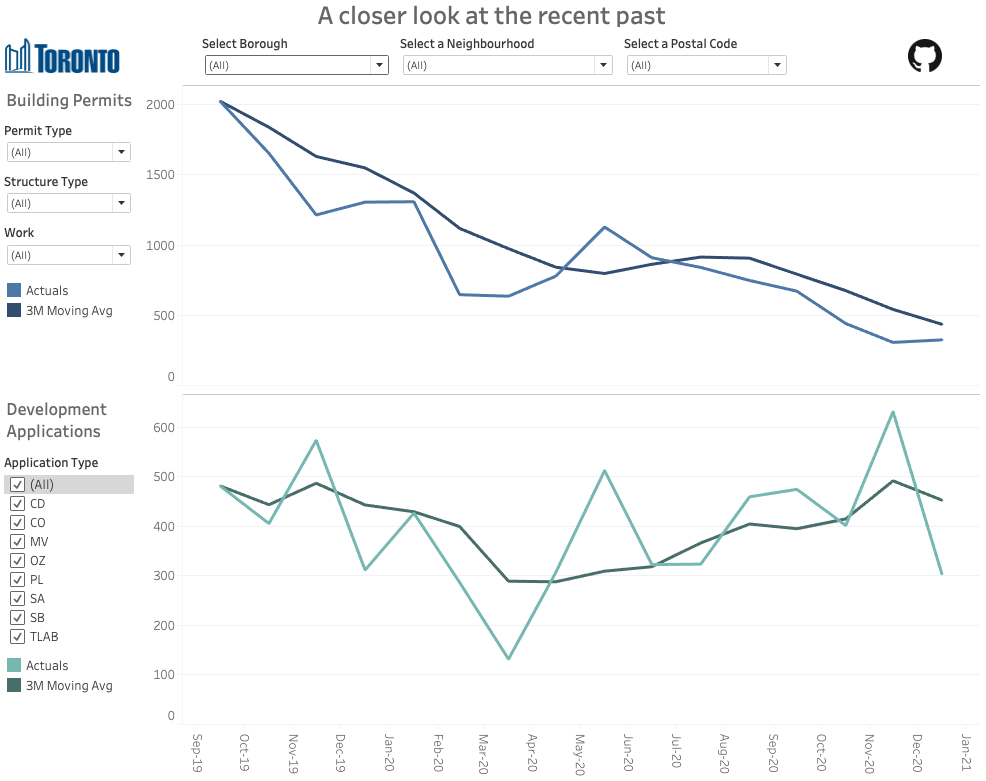 A closer look at the recent past
TORONTO
Select Borough
(All)
Select a Neighbourhood
(All)
Select a Postal Code
(All)
Building Permits
Permit Type
(All)
Structure Type
(All)
Work
(All)
Actuals
3M Moving Avg
2000
1500
1000
500
0
Development
Applications
Application Type
(All)
CD
CO
MV
OZ
PL
SA
SB
TLAB
Actuals
3M Moving Avg
600
500
400
300
200
100
0
Sep-19
Oct-19
Nov-19
Dec-19
Jan-20
Feb-20
Mar-20
Apr-20
May-20
Jun-20
Jul-20
Aug-20
Sep-20
Oct-20
Nov-20
Dec-20
Jan-21